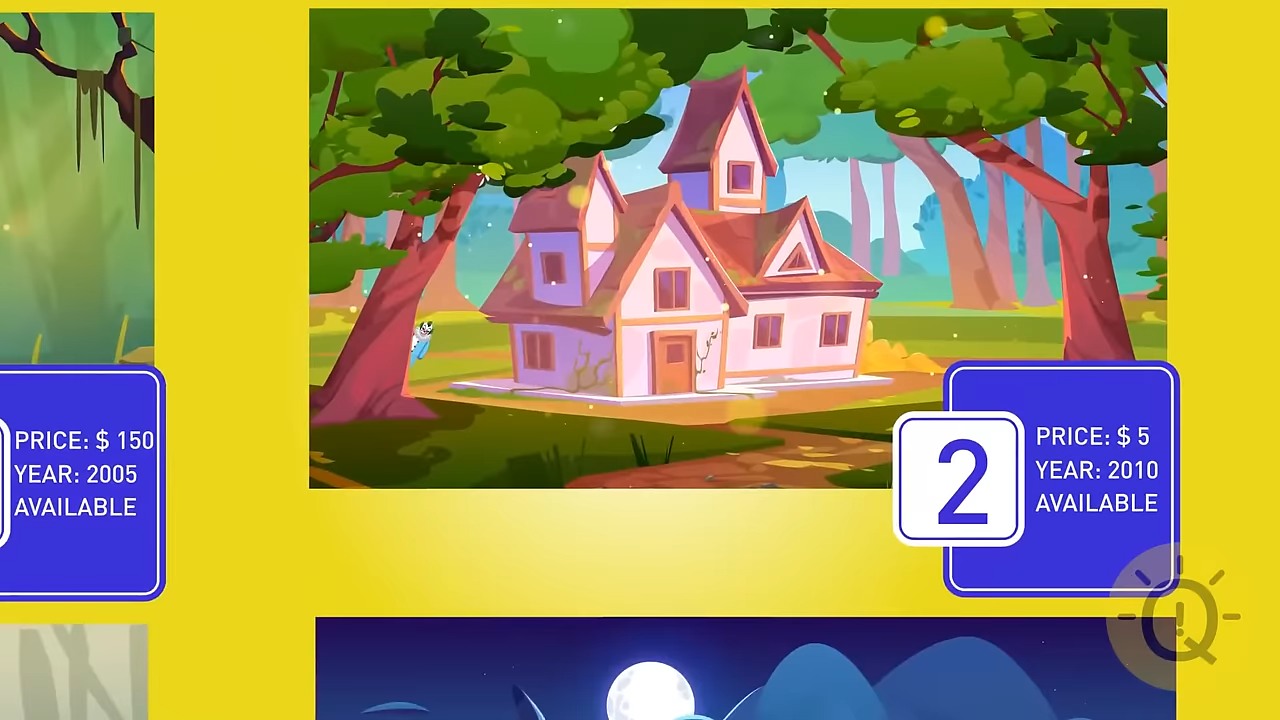 PRICE: $ 150
YEAR: 2005
AVAILABLE
2
PRICE: $ 5
YEAR: 2010
AVAILABLE